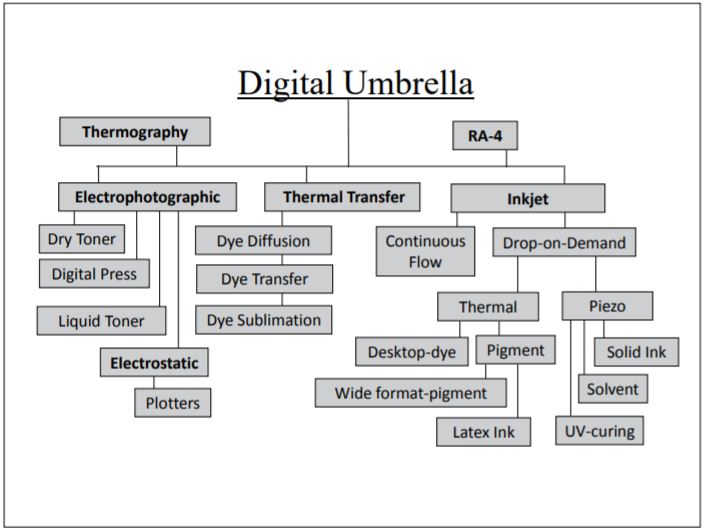 Digital Umbrella
Thermography
RA-4
Electrophotographic
Thermal Transfer
Inkjet
Dry Toner
Dye Diffusion
Continuous
Flow
Drop-on-Demand
Digital Press
Dye Transfer
Liquid Toner
Dye Sublimation
Thermal
Piezo
Electrostatic
Desktop-dye
Pigment
Solid Ink
Plotters
Wide format-pigment
Solvent
Latex Ink
UV-curing